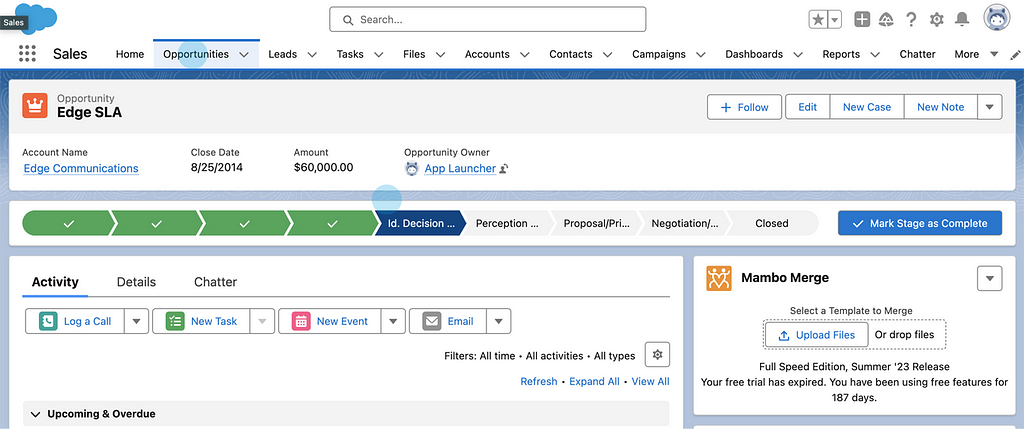 Sales
Search...
Sales Home Opportunities Leads Tasks Files Accounts Contacts Campaigns Dashboards Reports Chatter More
Opportunity
Edge SLA
Follow Edit New Case New Note
Account Name Close Date Amount Opportunity Owner
Edge Communications 8/25/2014 $60,000.00 App Launcher
Id. Decision ... Perception ... Proposal/Pri... Negotiation/... Closed Mark Stage as Complete
Activity Details Chatter
Log a Call New Task New Event Email
Filters: All time • All activities • All types
Refresh • Expand All • View All
Upcoming & Overdue
Mambo Merge
Select a Template to Merge
Upload Files Or drop files
Full Speed Edition, Summer '23 Release
Your free trial has expired. You have been using free features for
187 days.